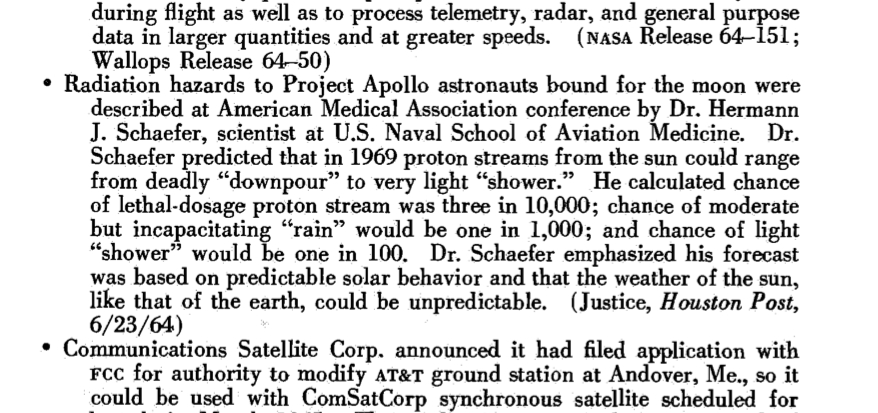 during flight as well as to process telemetry, radar, and general purpose
data in larger quantities and at greater speeds. (NASA Release 64–151;
Wallops Release 64–50)
• Radiation hazards to Project Apollo astronauts bound for the moon were
described at American Medical Association conference by Dr. Hermann
J. Schaefer, scientist at U.S. Naval School of Aviation Medicine. Dr.
Schaefer predicted that in 1969 proton streams from the sun could range
from deadly “downpour” to very light “shower.” He calculated chance
of lethal-dosage proton stream was three in 10,000; chance of moderate
but incapacitating “rain” would be one in 1,000; and chance of light
“shower” would be one in 100. Dr. Schaefer emphasized his forecast
was based on predictable solar behavior and that the weather of the sun,
like that of the earth, could be unpredictable. (Justice, Houston Post,
6/23/64)
• Communications Satellite Corp. announced it had filed application with
FCC for authority to modify AT&T ground station at Andover, Me., so it
could be used with ComSatCorp synchronous satellite scheduled for